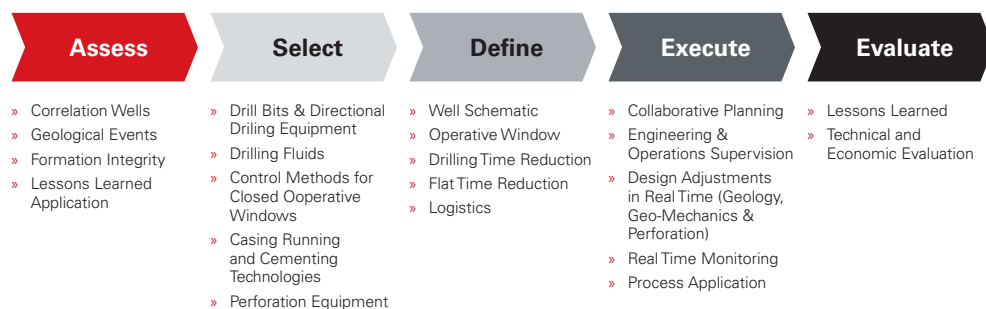 Assess
» Correlation Wells
» Geological Events
» Formation Integrity
» Lessons Learned
Application
Select
» Drill Bits & Directional
Driling Equipment
» Drilling Fluids
» Control Methods for
Closed Ooperative
Windows
» Casing Running
and Cementing
Technologies
» Perforation Equipment
Define
» Well Schematic
» Operative Window
» Drilling Time Reduction
» Flat Time Reduction
» Logistics
Execute
» Collaborative Planning
» Engineering &
Operations Supervision
» Design Adjustments
in Real Time (Geology,
Geo-Mechanics &
Perforation)
» Real Time Monitoring
» Process Application
Evaluate
» Lessons Learned
» Technical and
Economic Evaluation